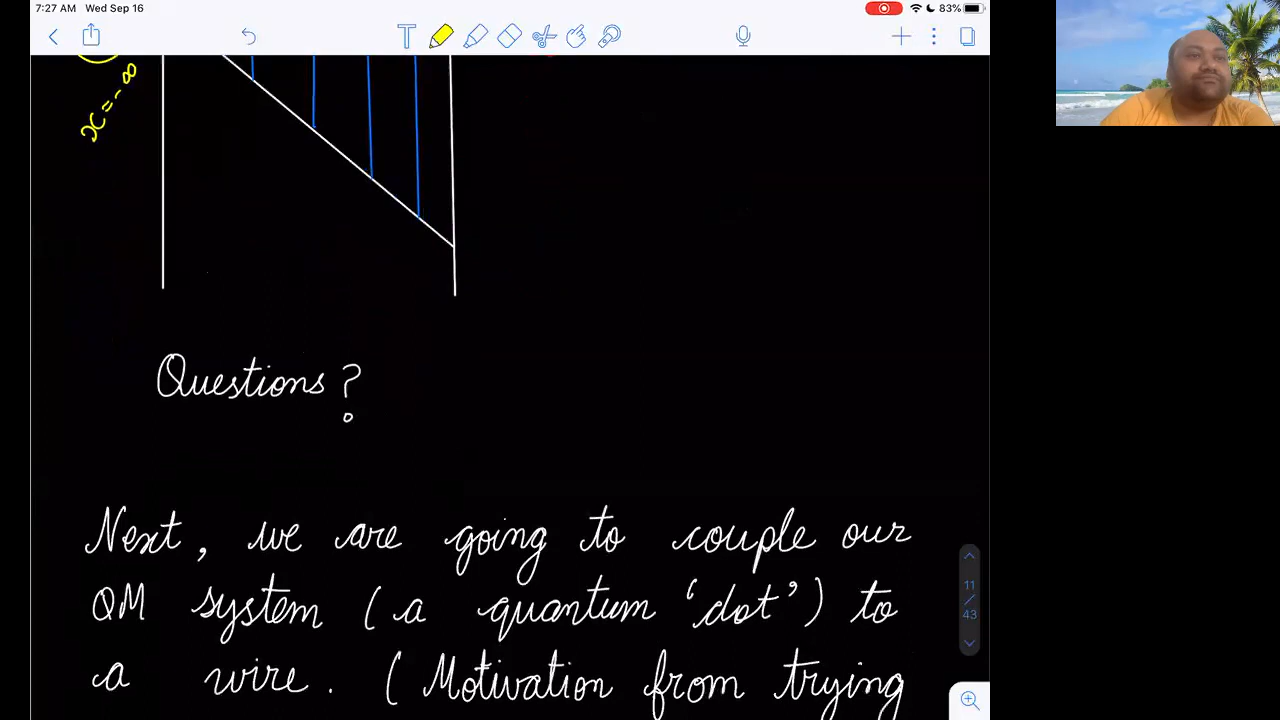 7:27 AM Wed Sep 16 83%
T
x = - ∞
Questions ?
Next , we are going to couple our
QM system ( a quantum ‘dot’ ) to
a wire . ( Motivation from trying
11
/
43